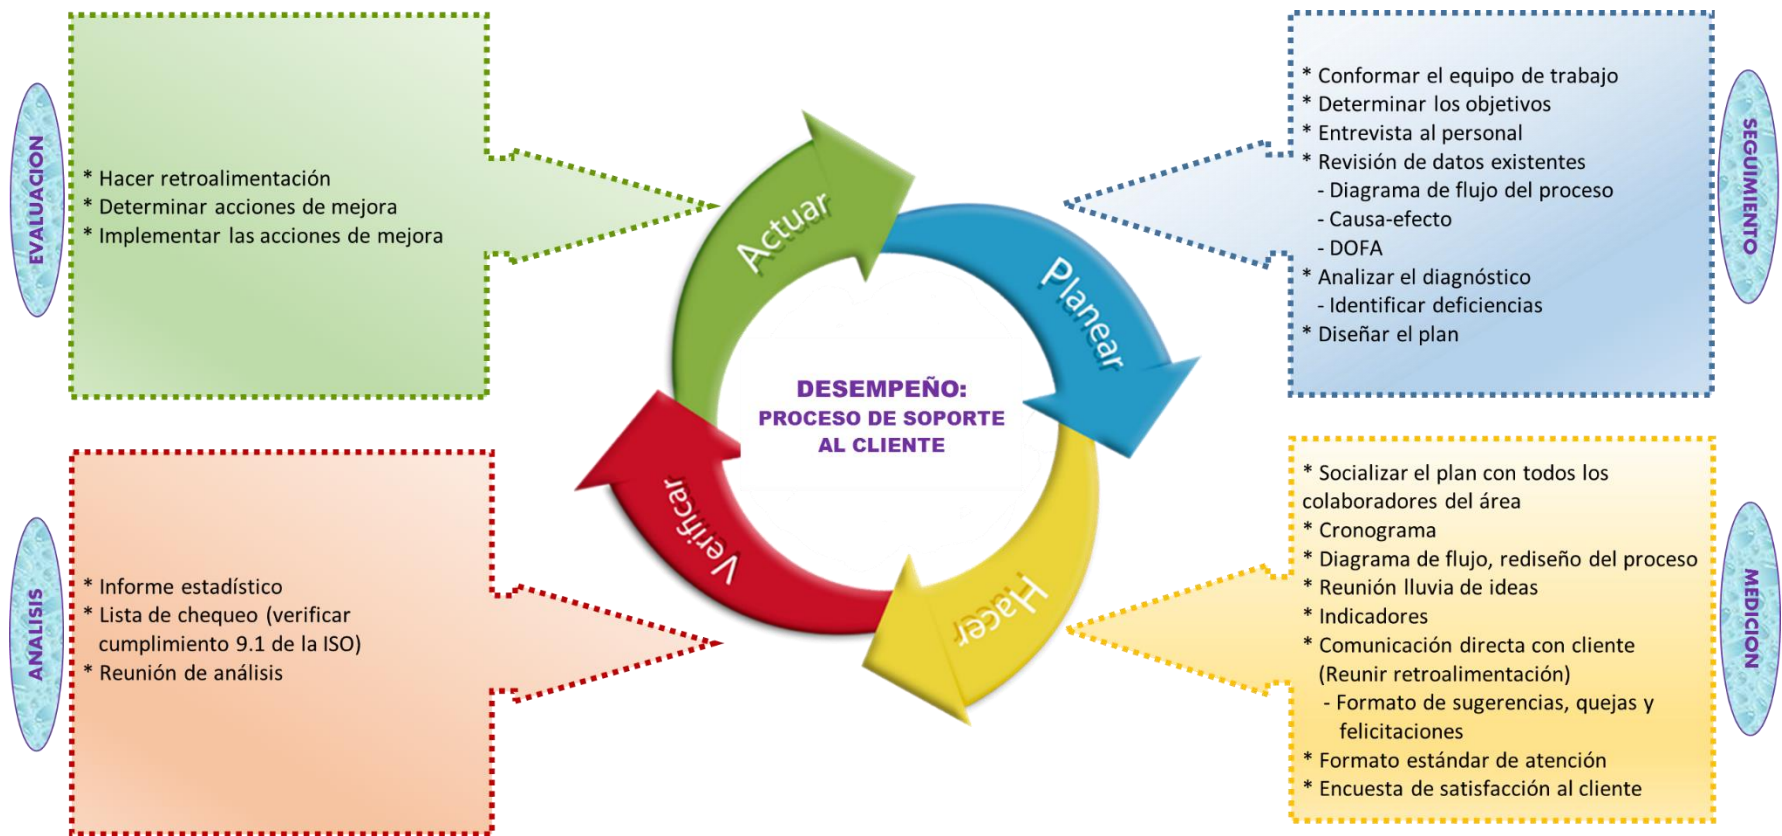 EVALUACIÓN
* Hacer retroalimentación
* Determinar acciones de mejora
* Implementar las acciones de mejora
Actuar
Planear
* Conformar el equipo de trabajo
* Determinar los objetivos
* Entrevista al personal
* Revisión de datos existentes
- Diagrama de flujo del proceso
- Causa-efecto
- DOFA
* Analizar el diagnóstico
- Identificar deficiencias
* Diseñar el plan
SEGUIMIENTO
DESEMPEÑO:
PROCESO DE SOPORTE
AL CLIENTE
ANALISIS
* Informe estadístico
* Lista de chequeo (verificar
cumplimiento 9.1 de la ISO)
* Reunión de análisis
Verificar
Hacer
* Socializar el plan con todos los
colaboradores del área
* Cronograma
* Diagrama de flujo, rediseño del proceso
* Reunión lluvia de ideas
* Indicadores
* Comunicación directa con cliente
(Reunir retroalimentación)
- Formato de sugerencias, quejas y
felicitaciones
* Formato estándar de atención
* Encuesta de satisfacción al cliente
MEDICION